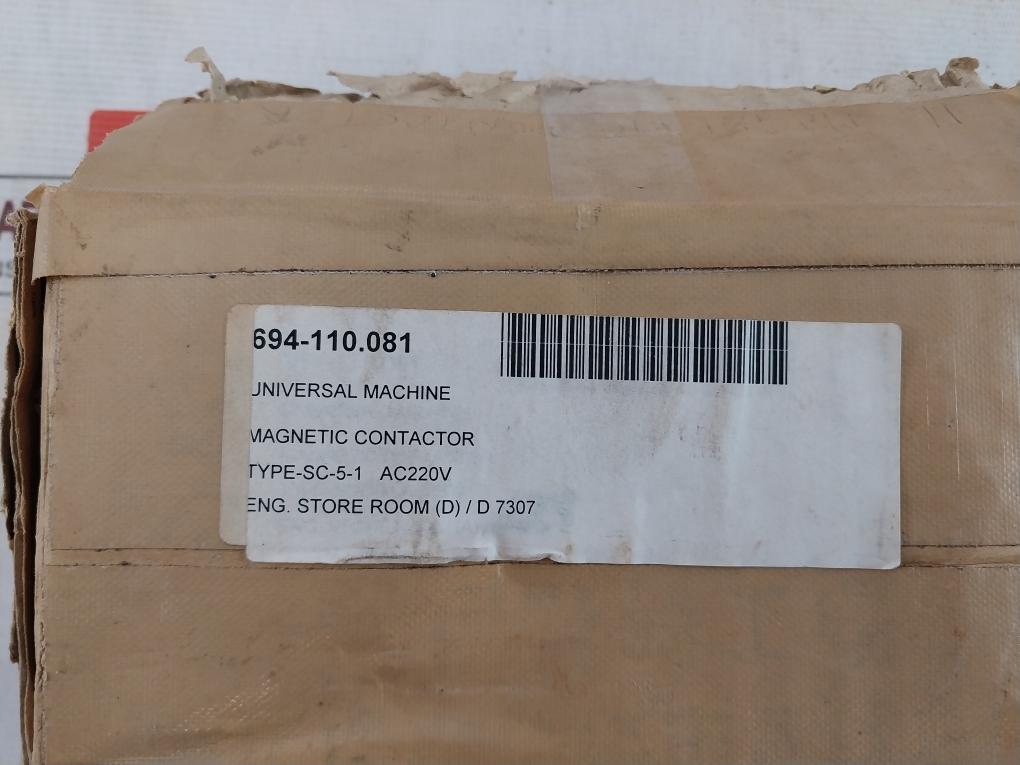 694-110.081
UNIVERSAL MACHINE
MAGNETIC CONTACTOR
TYPE-SC-5-1 AC220V
ENG. STORE ROOM (D) / D 7307